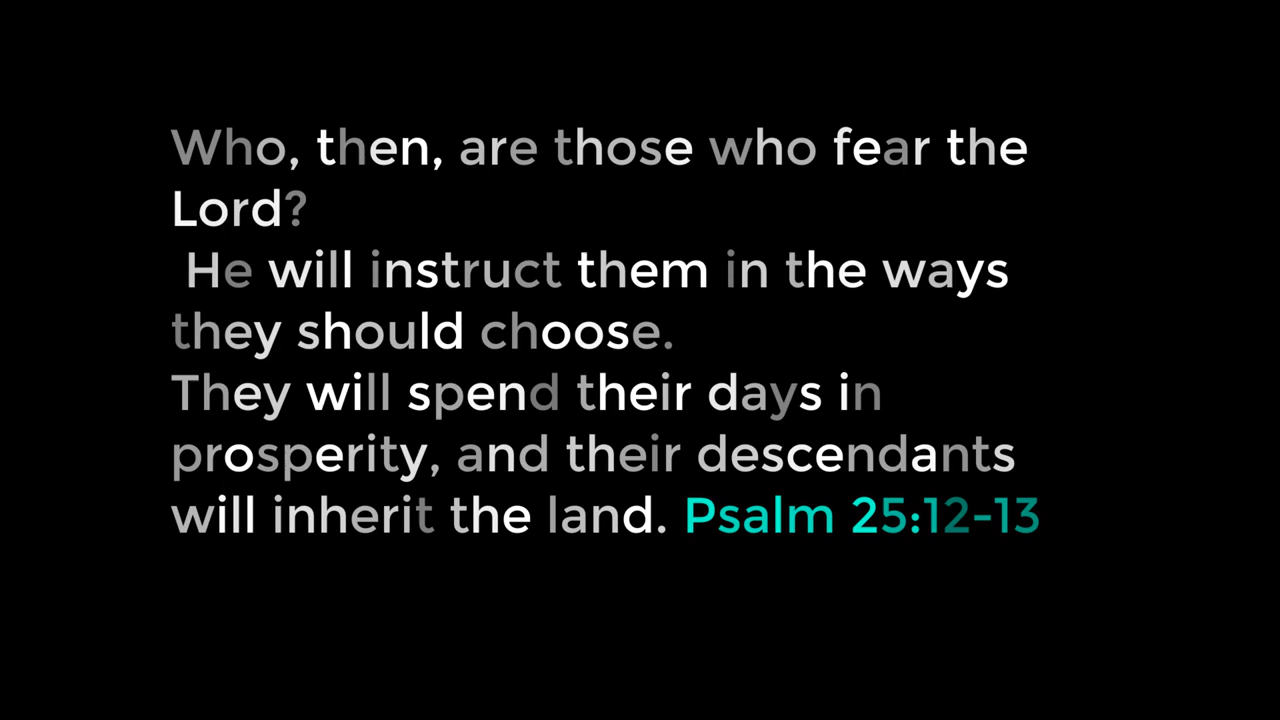 Who, then, are those who fear the
Lord?
He will instruct them in the ways
they should choose.
They will spend their days in
prosperity, and their descendants
will inherit the land. Psalm 25:12-13